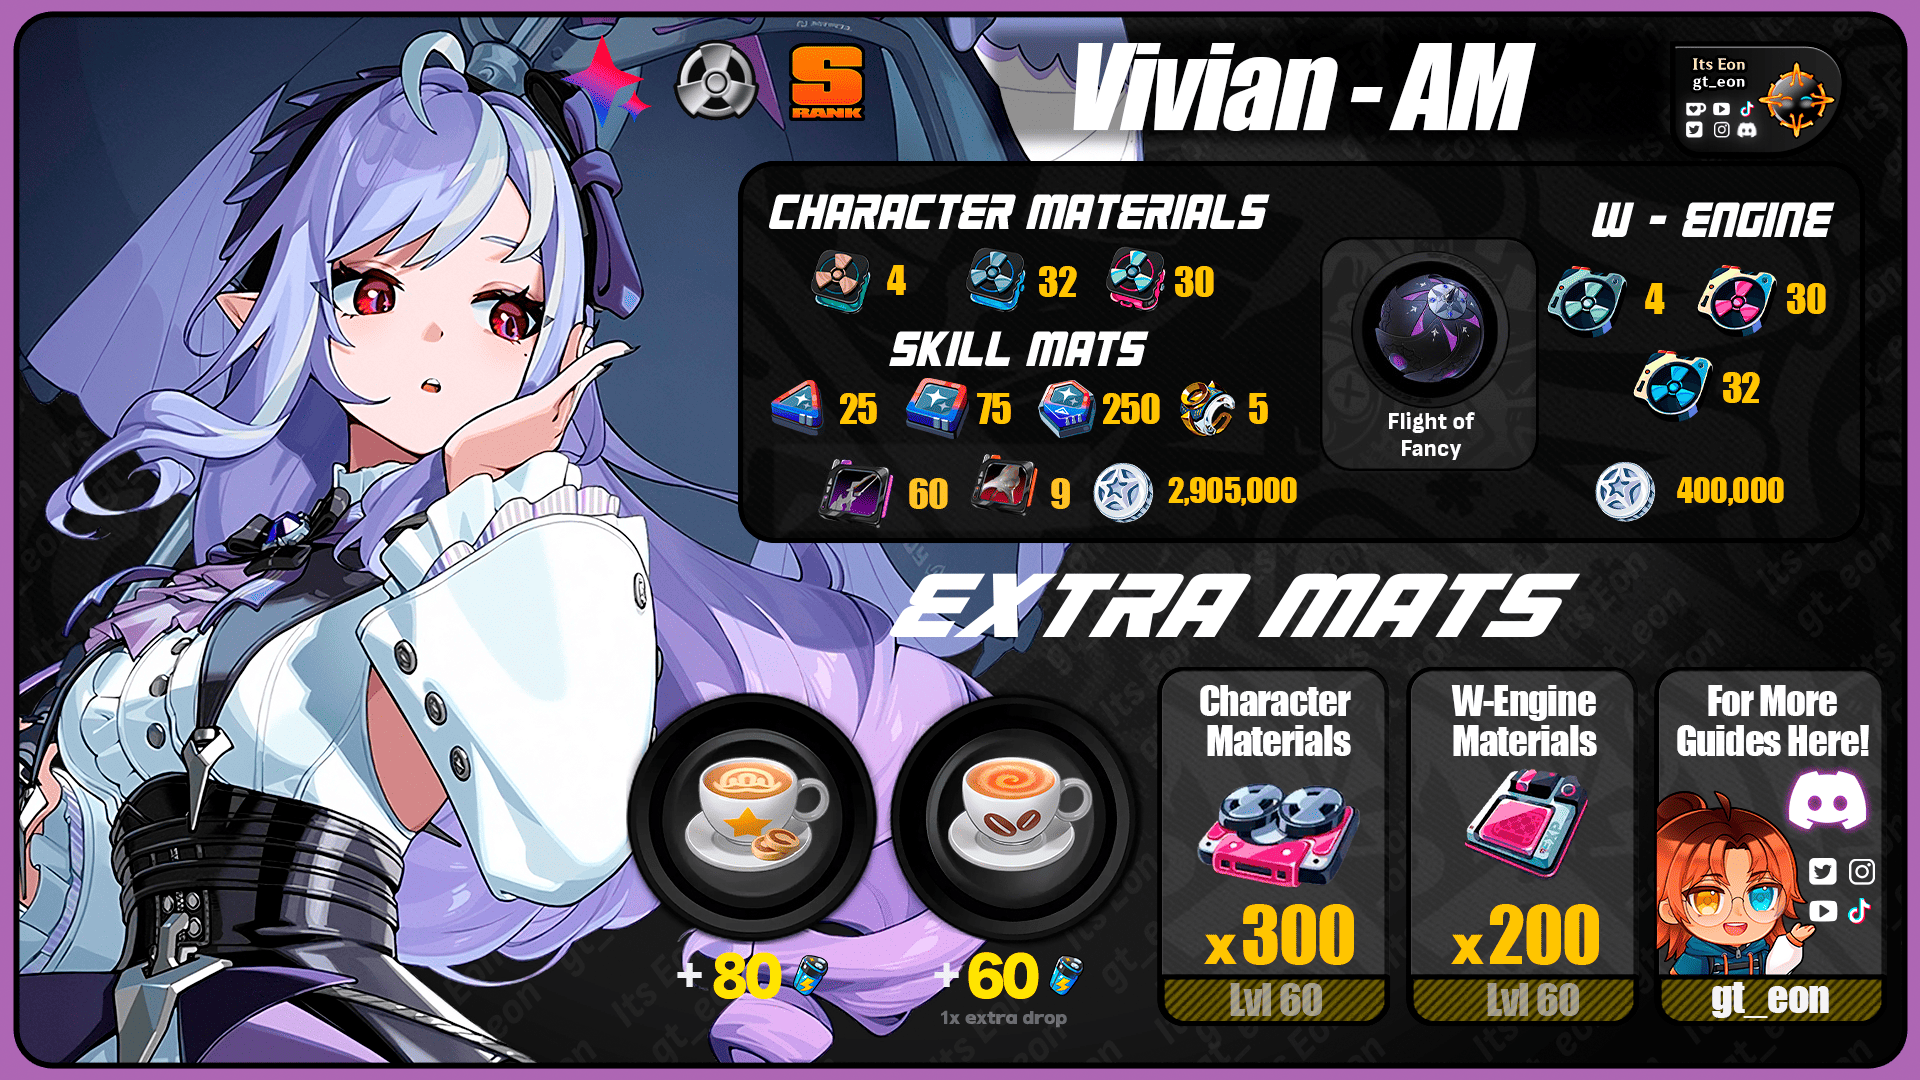 S
RANK
Vivian - AM
Its Eon
gt_eon
CHARACTER MATERIALS
4 32 30
SKILL MATS
25 75 250 5
60 9 2,905,000
Flight of
Fancy
W - ENGINE
4 30
32
400,000
EXTRA MATS
+ 80
+ 60
1x extra drop
Character
Materials
x300
Lvl 60
W-Engine
Materials
x200
Lvl 60
For More
Guides Here!
gt_eon